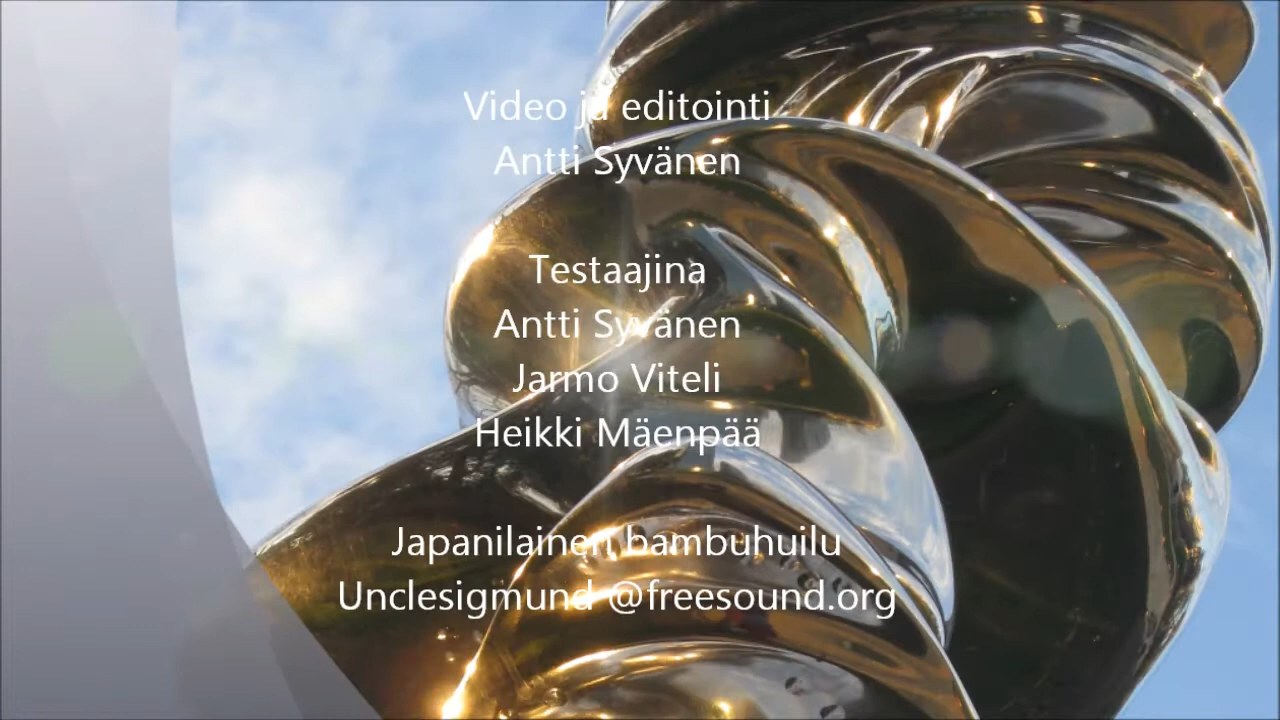 Video ja editointi
Antti Syvänen
Testaajina
Antti Syvänen
Jarmo Viteli
Heikki Mäenpää
Japanilainen bambuhuilu
Unclesigmund @freesound.org